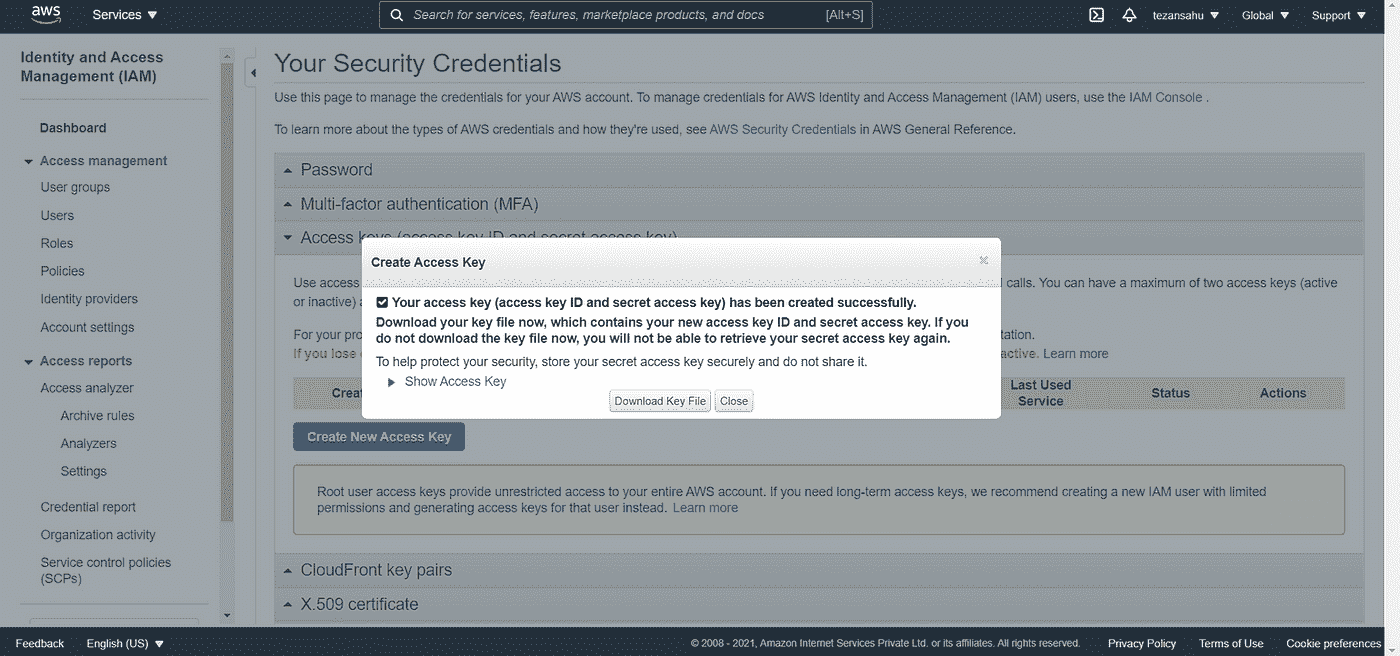 aws
Services
Search for services, features, marketplace products, and docs
[Alt+S]
tezansahu
Global
Support
Identity and Access
Management (IAM)
Dashboard
Access management
User groups
Users
Roles
Policies
Identity providers
Account settings
Access reports
Access analyzer
Archive rules
Analyzers
Settings
Credential report
Organization activity
Service control policies
(SCPs)
Your Security Credentials
Use this page to manage the credentials for your AWS account. To manage credentials for AWS Identity and Access Management (IAM) users, use the IAM Console .
To learn more about the types of AWS credentials and how they're used, see AWS Security Credentials in AWS General Reference.
Password
Multi-factor authentication (MFA)
Access keys (access key ID and secret access key)
Use access
calls. You can have a maximum of two access keys (active
or inactive)
For your pro
tation.
If you lose
active. Learn more
Creat
Last Used
Service
Status
Actions
Create Access Key
Your access key (access key ID and secret access key) has been created successfully.
Download your key file now, which contains your new access key ID and secret access key. If you
do not download the key file now, you will not be able to retrieve your secret access key again.
To help protect your security, store your secret access key securely and do not share it.
Show Access Key
Download Key File
Close
Create New Access Key
Root user access keys provide unrestricted access to your entire AWS account. If you need long-term access keys, we recommend creating a new IAM user with limited
permissions and generating access keys for that user instead. Learn more
CloudFront key pairs
X.509 certificate
Feedback
English (US)
© 2008 - 2021, Amazon Internet Services Private Ltd. or its affiliates. All rights reserved.
Privacy Policy
Terms of Use
Cookie preferences